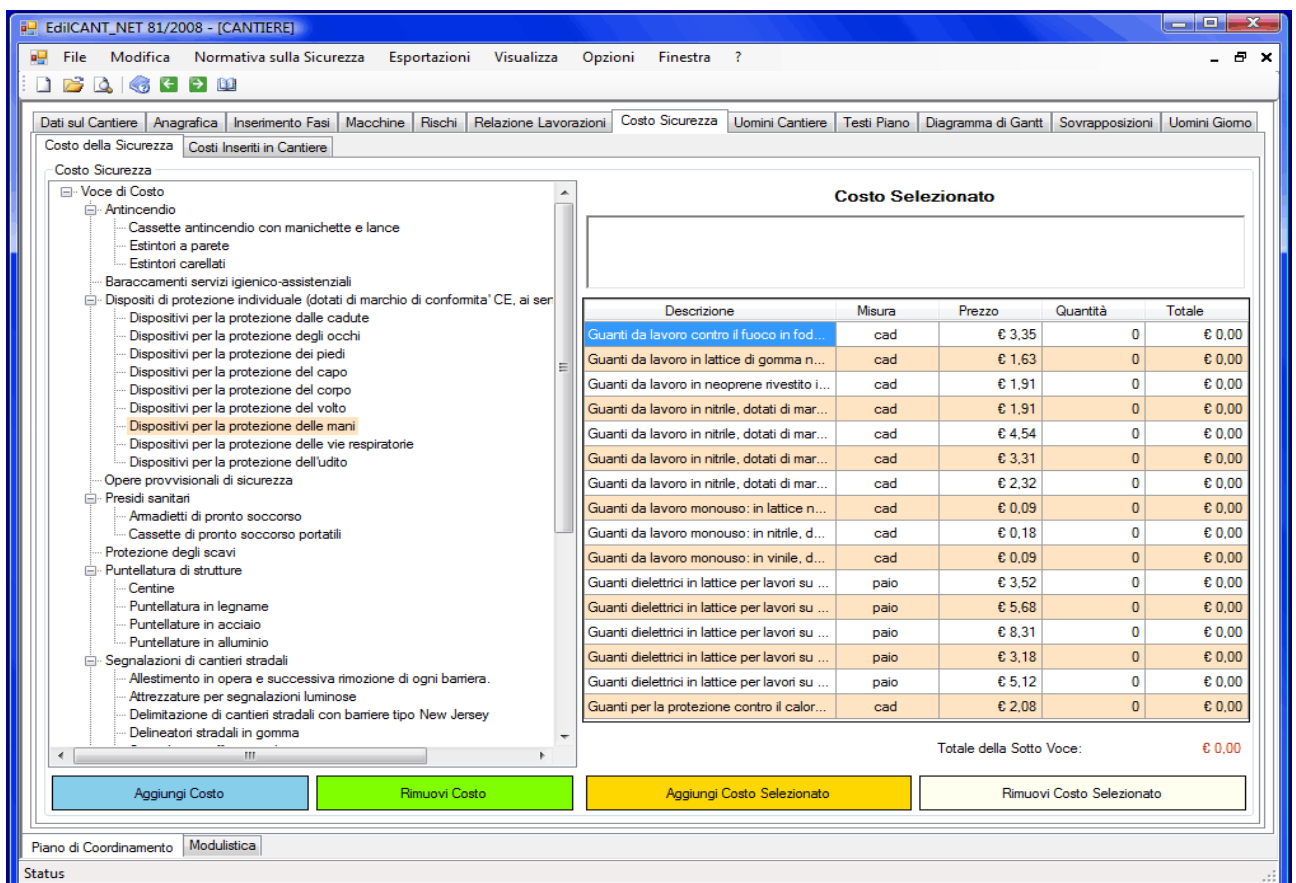 EdilCANT_NET 81/2008 - [CANTIERE]
File Modifica Normativa sulla Sicurezza Esportazioni Visualizza Opzioni Finestra ?
Dati sul Cantiere Anagrafica Inserimento Fasi Macchine Rischi Relazione Lavorazioni Costo Sicurezza Uomini Cantiere Testi Piano Diagramma di Gantt Sovrapposizioni Uomini Giorno
Costo della Sicurezza Costi Inseriti in Cantiere
Costo Sicurezza
Voce di Costo
Antincendio
Cassette antincendio con manichette e lance
Estintori a parete
Estintori carellati
Baraccamenti servizi igienico-assistenziali
Dispositi di protezione individuale (dotati di marchio di conformita' CE, ai sen
Dispositivi per la protezione dalle cadute
Dispositivi per la protezione degli occhi
Dispositivi per la protezione dei piedi
Dispositivi per la protezione del capo
Dispositivi per la protezione del corpo
Dispositivi per la protezione del volto
Dispositivi per la protezione delle mani
Dispositivi per la protezione delle vie respiratorie
Dispositivi per la protezione dell'udito
Opere provvisionali di sicurezza
Presidi sanitari
Armadietti di pronto soccorso
Cassette di pronto soccorso portatili
Protezione degli scavi
Puntellatura di strutture
Centine
Puntellatura in legname
Puntellature in acciaio
Puntellature in alluminio
Segnalazioni di cantieri stradali
Allestimento in opera e successiva rimozione di ogni barriera.
Attrezzature per segnalazioni luminose
Delimitazione di cantieri stradali con barriere tipo New Jersey
Delineatori stradali in gomma
Costo Selezionato
Descrizione Misura Prezzo Quantità Totale
Guanti da lavoro contro il fuoco in fod... cad € 3,35 0 € 0,00
Guanti da lavoro in lattice di gomma n... cad € 1,63 0 € 0,00
Guanti da lavoro in neoprene rivestito i... cad € 1,91 0 € 0,00
Guanti da lavoro in nitrile, dotati di mar... cad € 1,91 0 € 0,00
Guanti da lavoro in nitrile, dotati di mar... cad € 4,54 0 € 0,00
Guanti da lavoro in nitrile, dotati di mar... cad € 3,31 0 € 0,00
Guanti da lavoro in nitrile, dotati di mar... cad € 2,32 0 € 0,00
Guanti da lavoro monouso: in lattice n... cad € 0,09 0 € 0,00
Guanti da lavoro monouso: in nitrile, d... cad € 0,18 0 € 0,00
Guanti da lavoro monouso: in vinile, d... cad € 0,09 0 € 0,00
Guanti dielettrici in lattice per lavori su ... paio € 3,52 0 € 0,00
Guanti dielettrici in lattice per lavori su ... paio € 5,68 0 € 0,00
Guanti dielettrici in lattice per lavori su ... paio € 8,31 0 € 0,00
Guanti dielettrici in lattice per lavori su ... paio € 3,18 0 € 0,00
Guanti dielettrici in lattice per lavori su ... paio € 5,12 0 € 0,00
Guanti per la protezione contro il calor... cad € 2,08 0 € 0,00
Totale della Sotto Voce: € 0,00
Aggiungi Costo Rimuovi Costo Aggiungi Costo Selezionato Rimuovi Costo Selezionato
Piano di Coordinamento Modulistica
Status